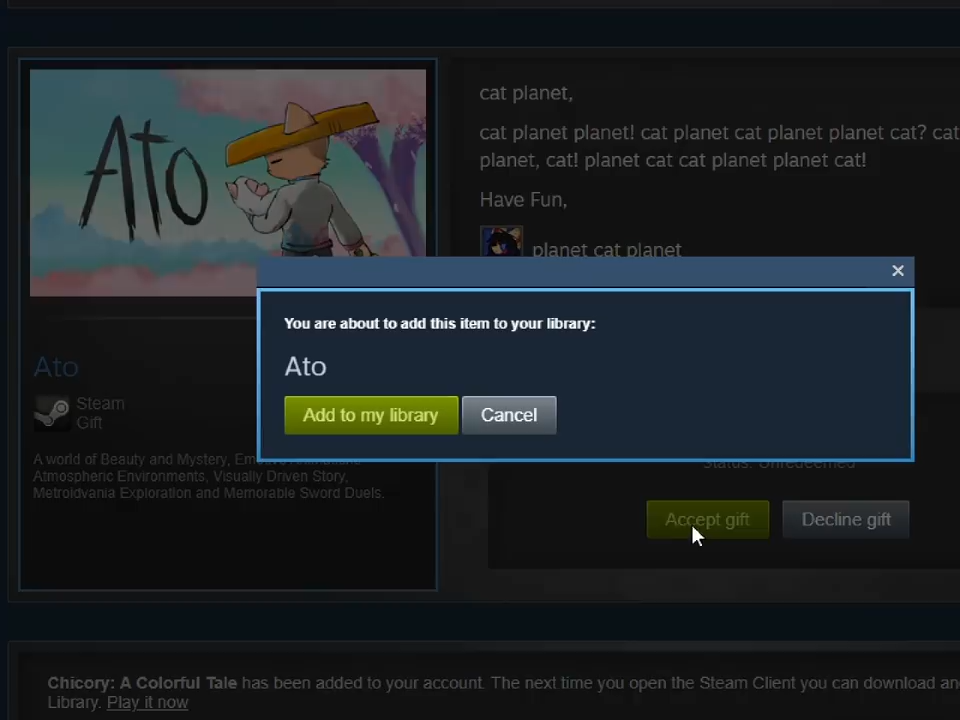 Ato
cat planet,
cat planet planet! cat planet cat planet planet cat? cat
planet, cat! planet cat cat planet planet cat!
Have Fun,
planet cat planet
You are about to add this item to your library:
Ato
Add to my library
Cancel
Ato
Steam
Gift
A world of Beauty and Mystery,
Atmospheric Environments, Visually Driven Story,
Metroidvania Exploration and Memorable Sword Duels.
Status: Unredeemed
Accept gift
Decline gift
Chicory: A Colorful Tale has been added to your account. The next time you open the Steam Client you can download
Library. Play it now